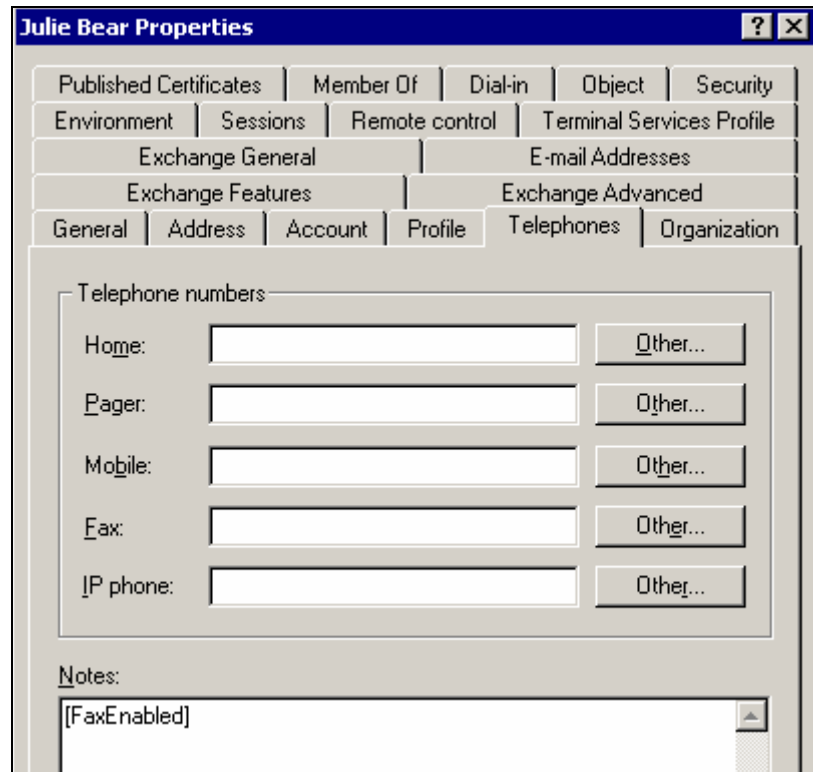 Julie Bear Properties
Published Certificates Member Of Dial-in Object Security
Environment Sessions Remote control Terminal Services Profile
Exchange General E-mail Addresses
Exchange Features Exchange Advanced
General Address Account Profile Telephones Organization
Telephone numbers
Home: Other...
Pager: Other...
Mobile: Other...
Fax: Other...
IP phone: Other...
Notes:
[FaxEnabled]